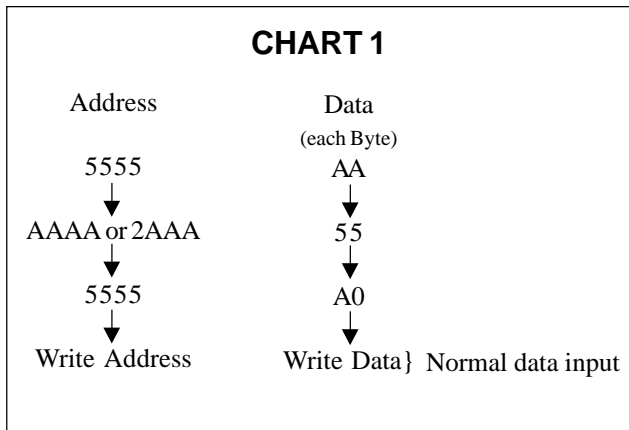 CHART 1
Address Data
(each Byte)
5555 AA
AAAA or 2AAA 55
5555 A0
Write Address Write Data} Normal data input